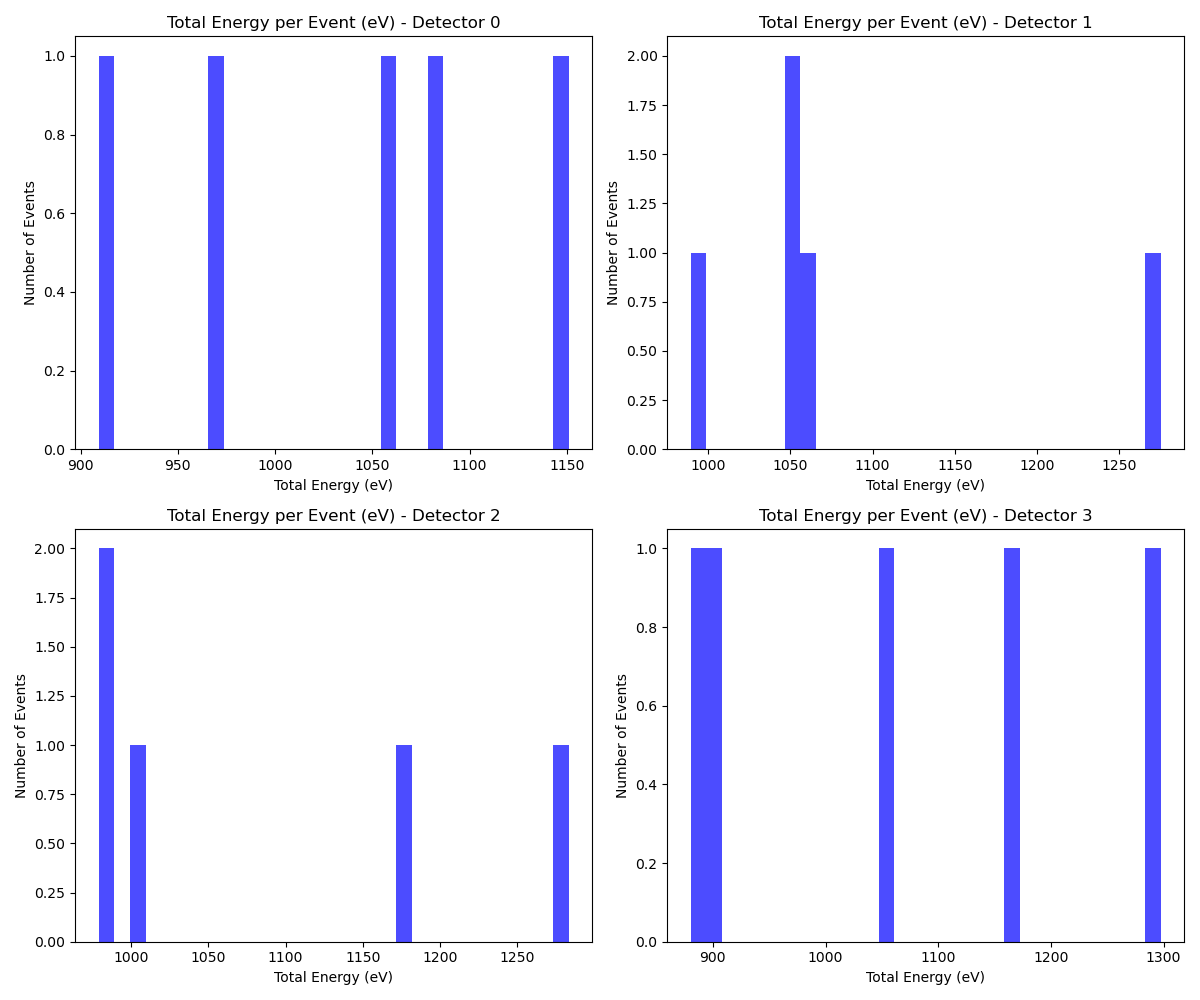 Total Energy per Event (eV) - Detector 0
1.0
0.8
0.6
0.4
0.2
0.0
Number of Events
900 950 1000 1050 1100 1150
Total Energy (eV)
Total Energy per Event (eV) - Detector 1
2.00
1.75
1.50
1.25
1.00
0.75
0.50
0.25
0.00
Number of Events
1000 1050 1100 1150 1200 1250
Total Energy (eV)
Total Energy per Event (eV) - Detector 2
2.00
1.75
1.50
1.25
1.00
0.75
0.50
0.25
0.00
Number of Events
1000 1050 1100 1150 1200 1250
Total Energy (eV)
Total Energy per Event (eV) - Detector 3
1.0
0.8
0.6
0.4
0.2
0.0
Number of Events
900 1000 1100 1200 1300
Total Energy (eV)